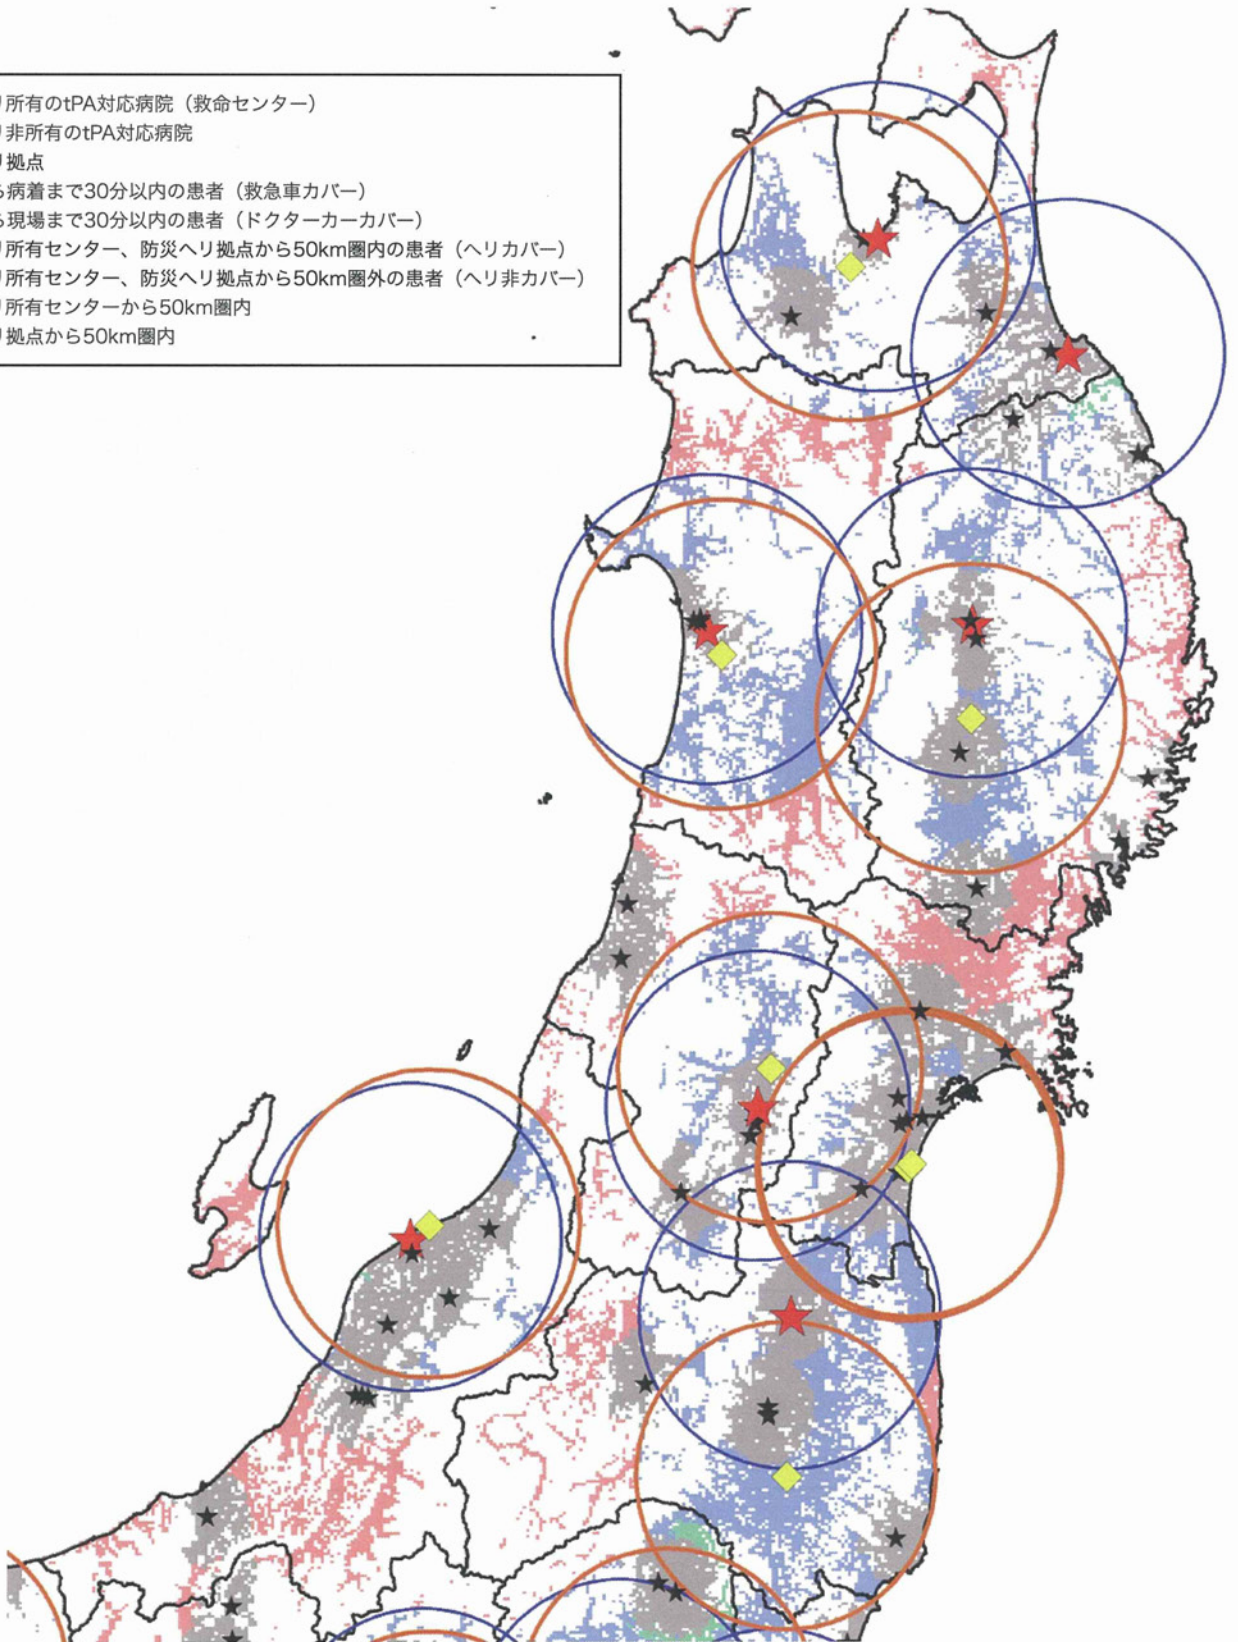 所有のtPA対応病院(救命センター)
非所有のtPA対応病院
拠点
病着まで30分以内の患者(救急車カバー)
現場まで30分以内の患者(ドクターカーカバー)
所有センター、防災ヘリ拠点から50km圏内の患者(ヘリカバー)
所有センター、防災ヘリ拠点から50km圏外の患者(ヘリ非カバー)
所有センターから50km圏内
拠点から50km圏内